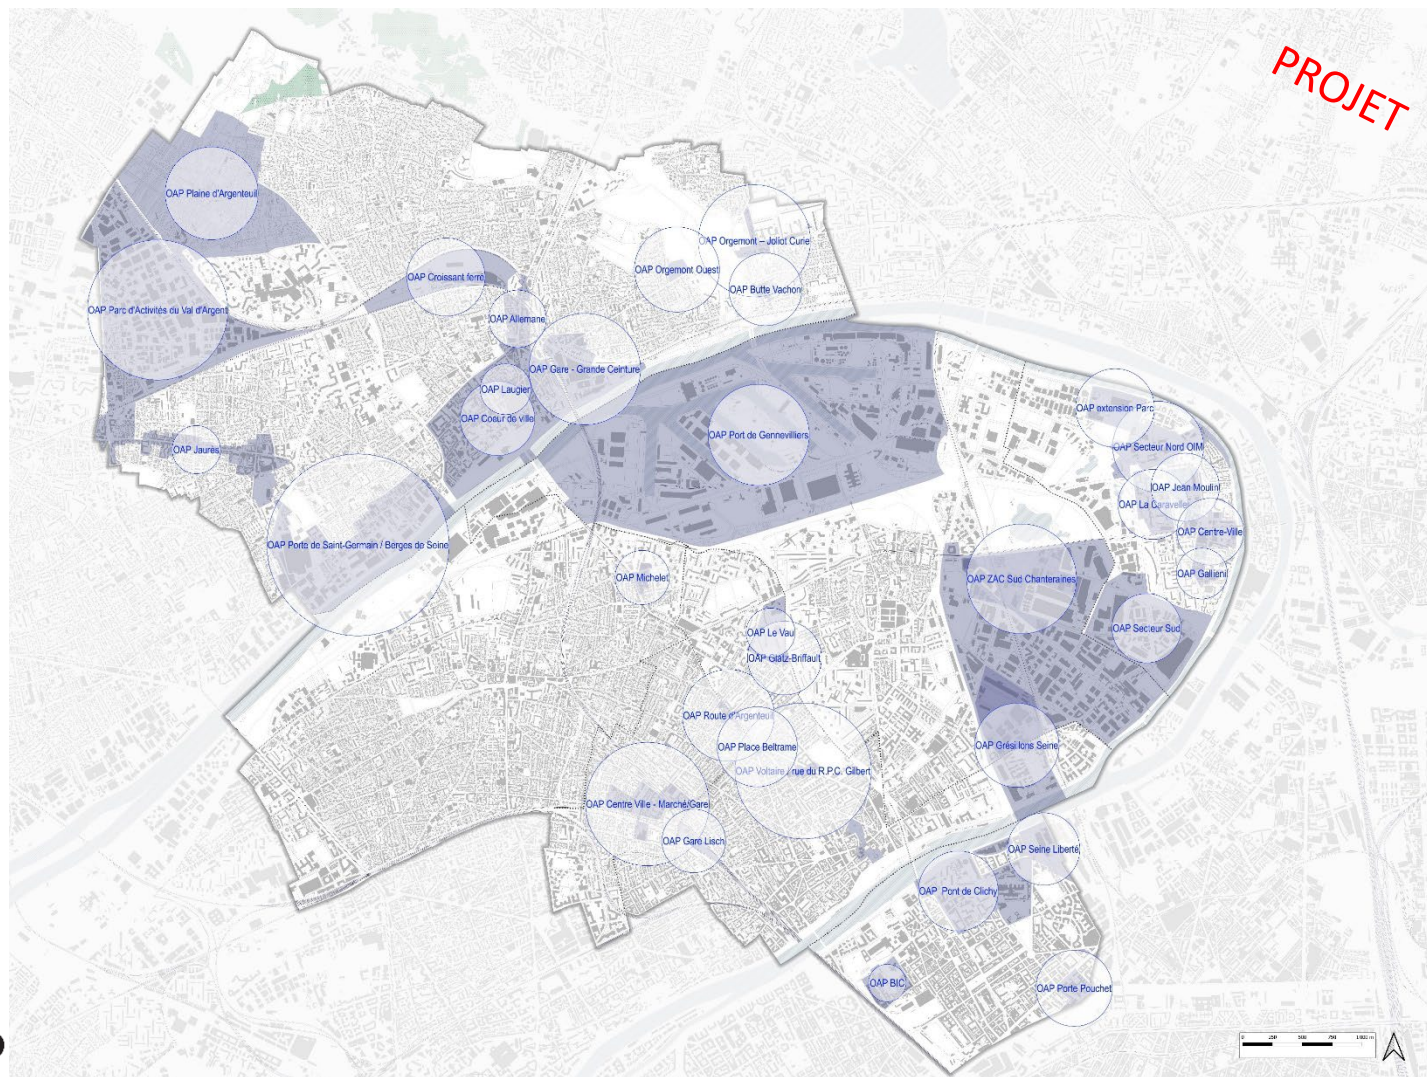 PROJET
OAP Plaine d'Argenteuil
OAP Orgemont – Joliot Curie
OAP Orgemont Ouest
OAP Croissant ferré
OAP Butte Vachon
OAP Parc d'Activités du Val d'Argent
OAP Allemane
OAP Gare - Grande Ceinture
OAP Laugier
OAP Coeur de ville
OAP extension Parc
OAP Port de Gennevilliers
OAP Jaurès
OAP Secteur Nord OIM
OAP Jean Moulin
OAP La Caravelle
OAP Centre-Ville
OAP Porte de Saint-Germain / Berges de Seine
OAP Gallieni
OAP Michelet
OAP ZAC Sud Chanteraines
OAP Secteur Sud
OAP Le Vau
OAP Glatz-Briffault
OAP Route d'Argenteuil
OAP Place Beltrame
OAP Grésillons Seine
OAP Voltaire / rue du R.P.C. Gilbert
OAP Centre Ville - Marché/Gare
OAP Gare Lisch
OAP Seine Liberté
OAP Pont de Clichy
OAP BIC
OAP Porte Pouchet
0 250 500 750 1 000 m